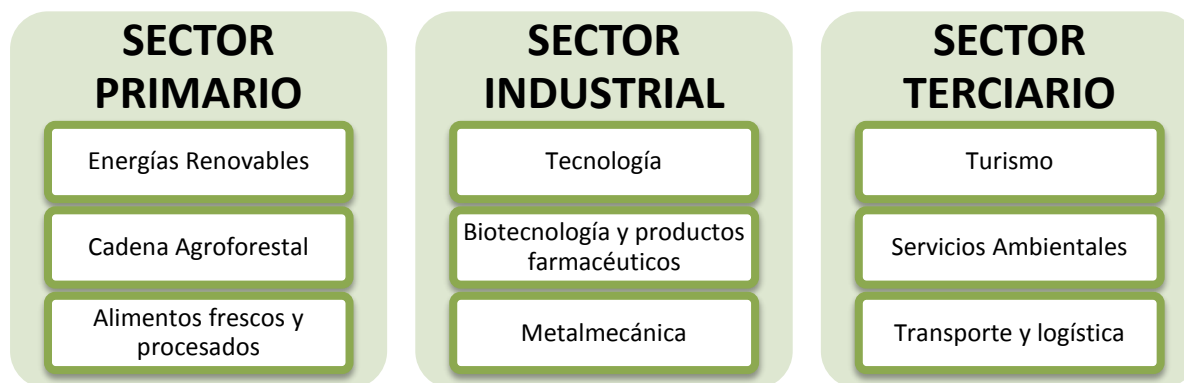 SECTOR
PRIMARIO
Energías Renovables
Cadena Agroforestal
Alimentos frescos y
procesados
SECTOR
INDUSTRIAL
Tecnología
Biotecnología y productos
farmacéuticos
Metalmecánica
SECTOR
TERCIARIO
Turismo
Servicios Ambientales
Transporte y logística